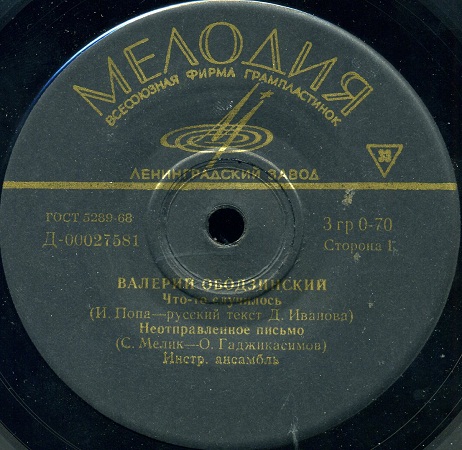 МЕЛОДИЯ
ВСЕСОЮЗНАЯ ФИРМА ГРАМПЛАСТИНОК
33
ЛЕНИНГРАДСКИЙ ЗАВОД
ГОСТ 5289-68
3 гр 0-70
Д-00027581
Сторона Г.
ВАЛЕРИЙ ОБОДЗИНСКИЙ
Что-то случилось
(И. Попа—русский текст Д. Иванова)
Неотправленное письмо
(С. Мелик—О. Гаджикасимов)
Инстр. ансамбль